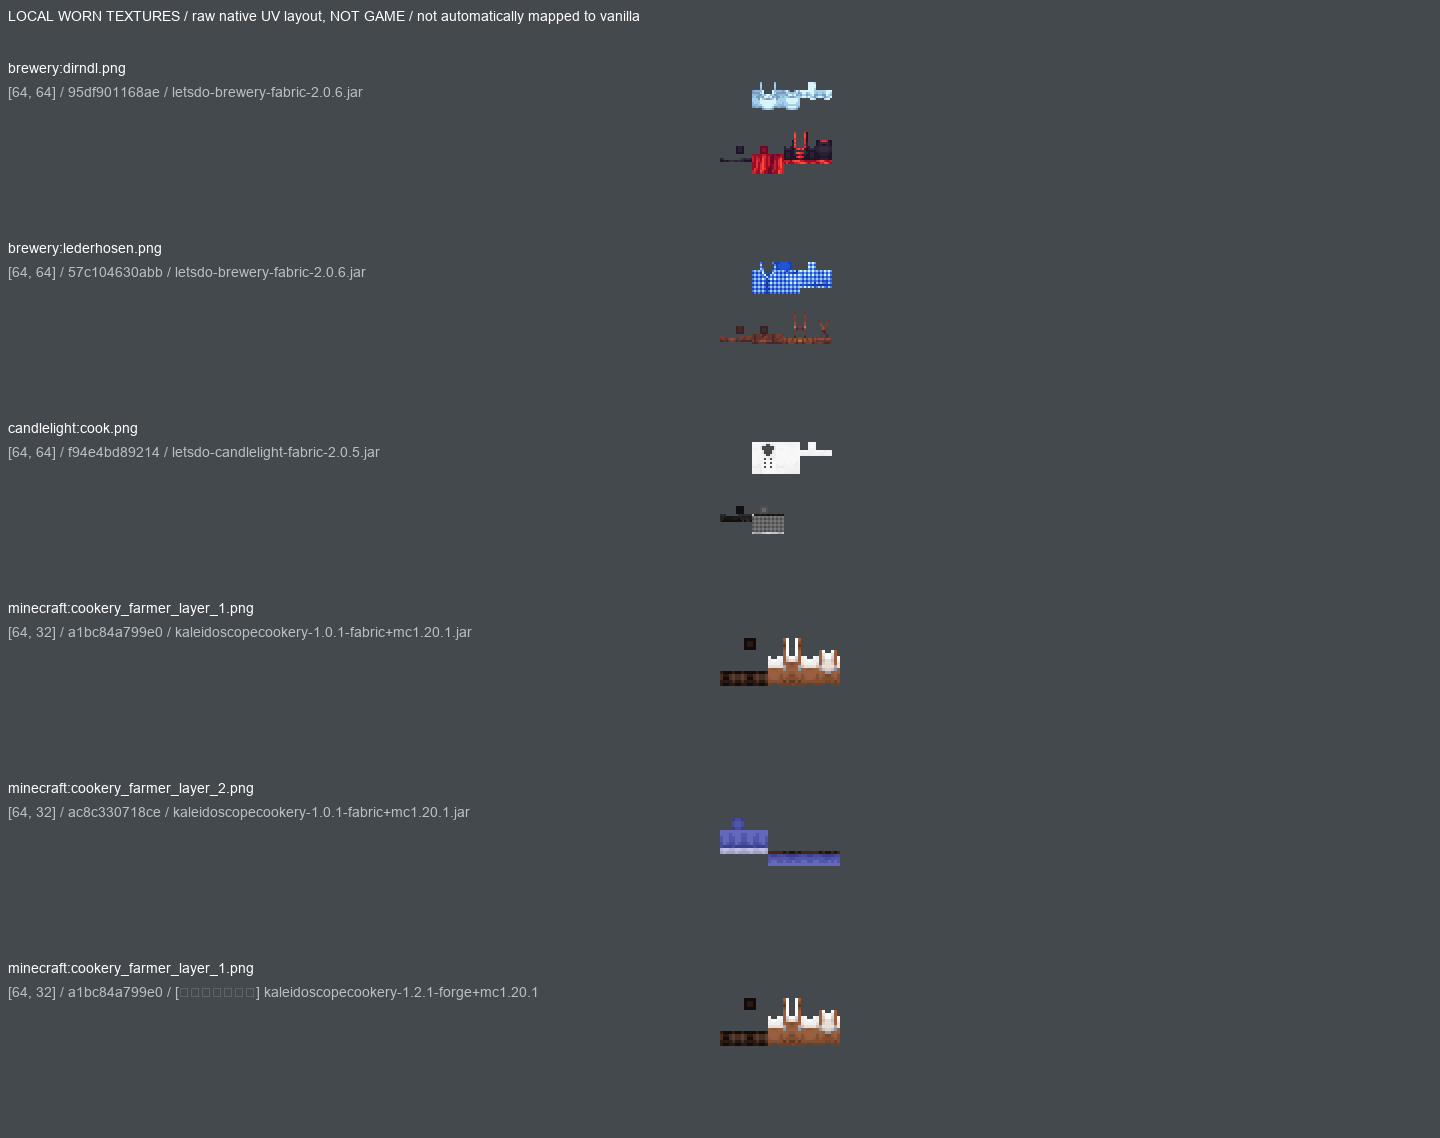 LOCAL WORN TEXTURES / raw native UV layout, NOT GAME / not automatically mapped to vanilla
brewery:dirndl.png
[64, 64] / 95df901168ae / letsdo-brewery-fabric-2.0.6.jar
brewery:lederhosen.png
[64, 64] / 57c104630abb / letsdo-brewery-fabric-2.0.6.jar
candlelight:cook.png
[64, 64] / f94e4bd89214 / letsdo-candlelight-fabric-2.0.5.jar
minecraft:cookery_farmer_layer_1.png
[64, 32] / a1bc84a799e0 / kaleidoscopecookery-1.0.1-fabric+mc1.20.1.jar
minecraft:cookery_farmer_layer_2.png
[64, 32] / ac8c330718ce / kaleidoscopecookery-1.0.1-fabric+mc1.20.1.jar
minecraft:cookery_farmer_layer_1.png
[64, 32] / a1bc84a799e0 / [□□□□□□□] kaleidoscopecookery-1.2.1-forge+mc1.20.1